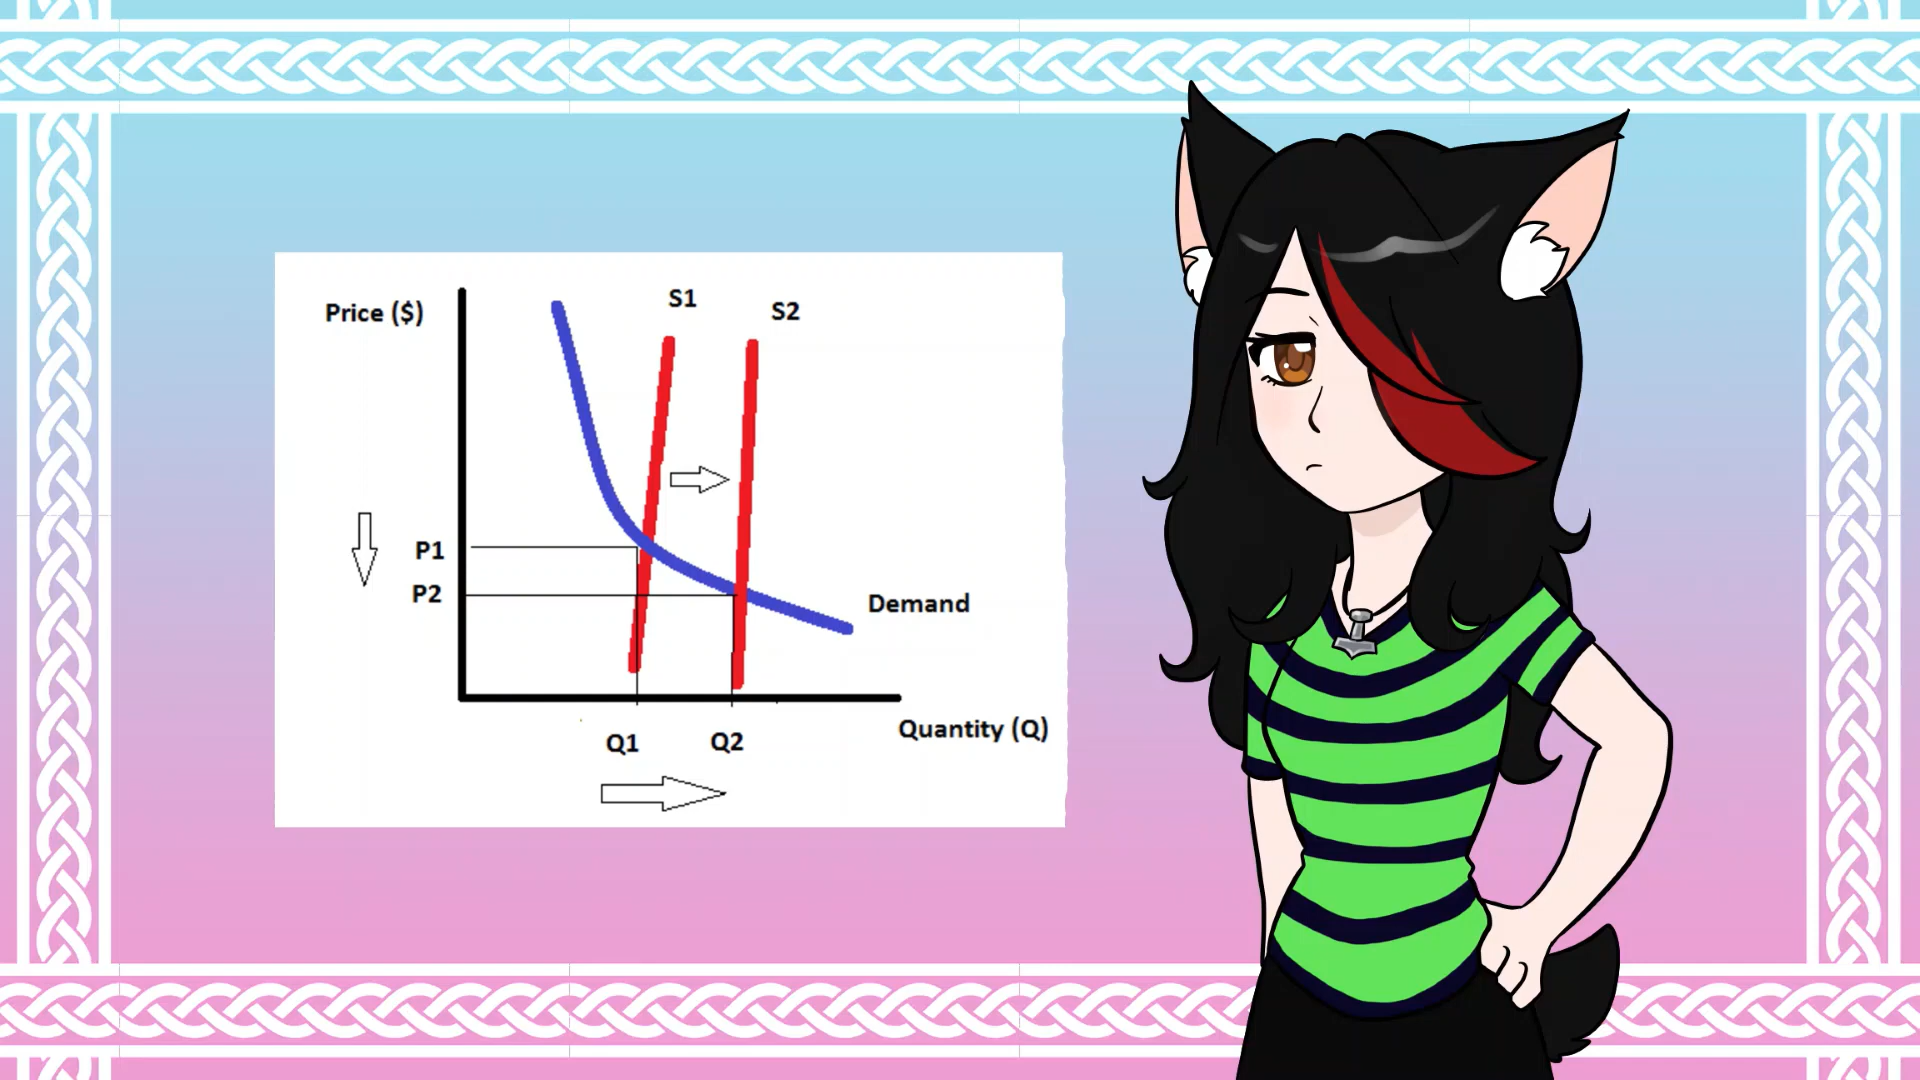 Price ($)
S1
S2
P1
P2
Demand
Quantity (Q)
Q1
Q2